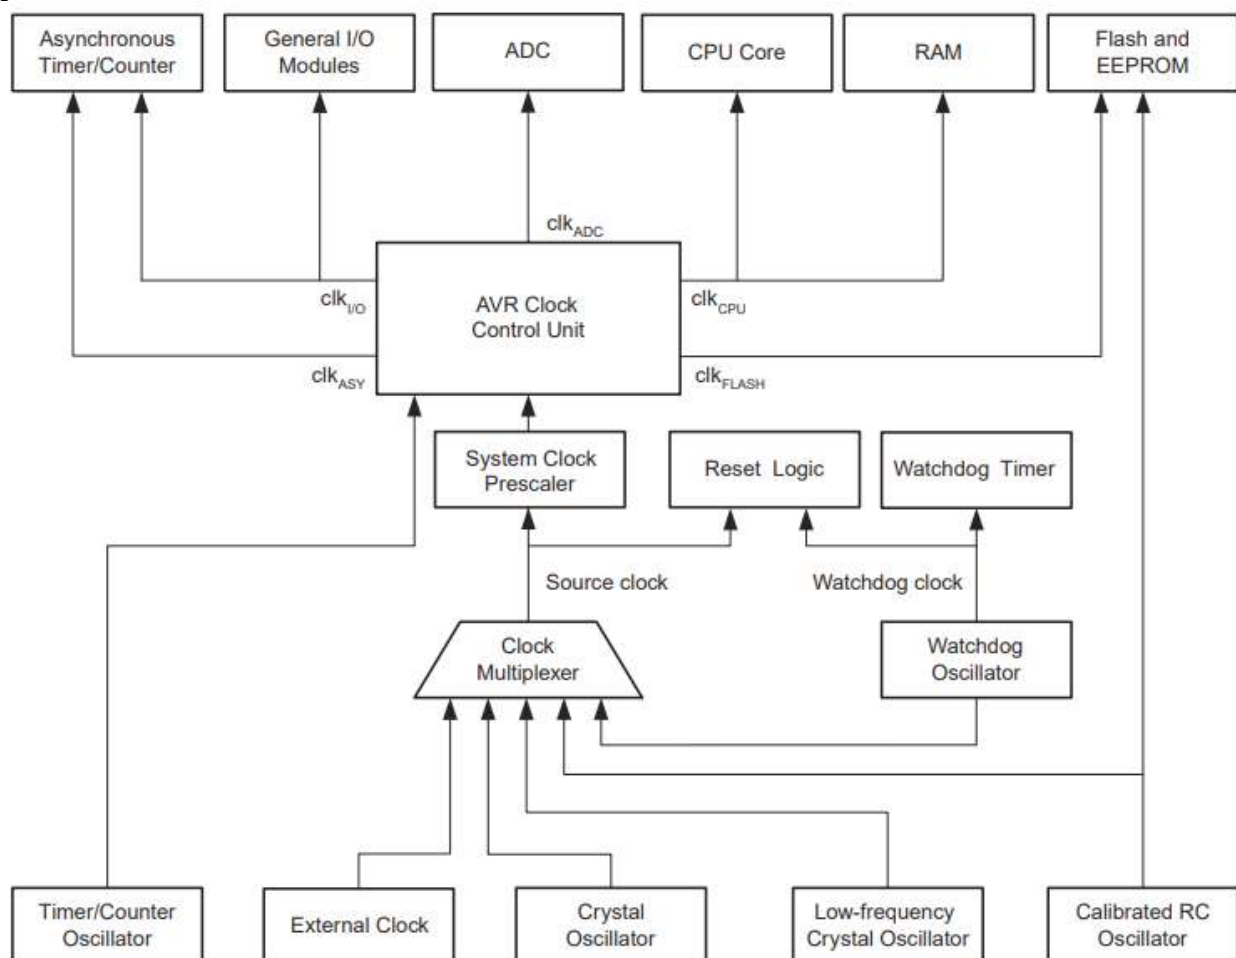 Asynchronous
Timer/Counter
General I/O
Modules
ADC
CPU Core
RAM
Flash and
EEPROM
clkADC
clkI/O
clkCPU
AVR Clock
Control Unit
clkASY
clkFLASH
System Clock
Prescaler
Reset Logic
Watchdog Timer
Source clock
Watchdog clock
Clock
Multiplexer
Watchdog
Oscillator
Timer/Counter
Oscillator
External Clock
Crystal
Oscillator
Low-frequency
Crystal Oscillator
Calibrated RC
Oscillator